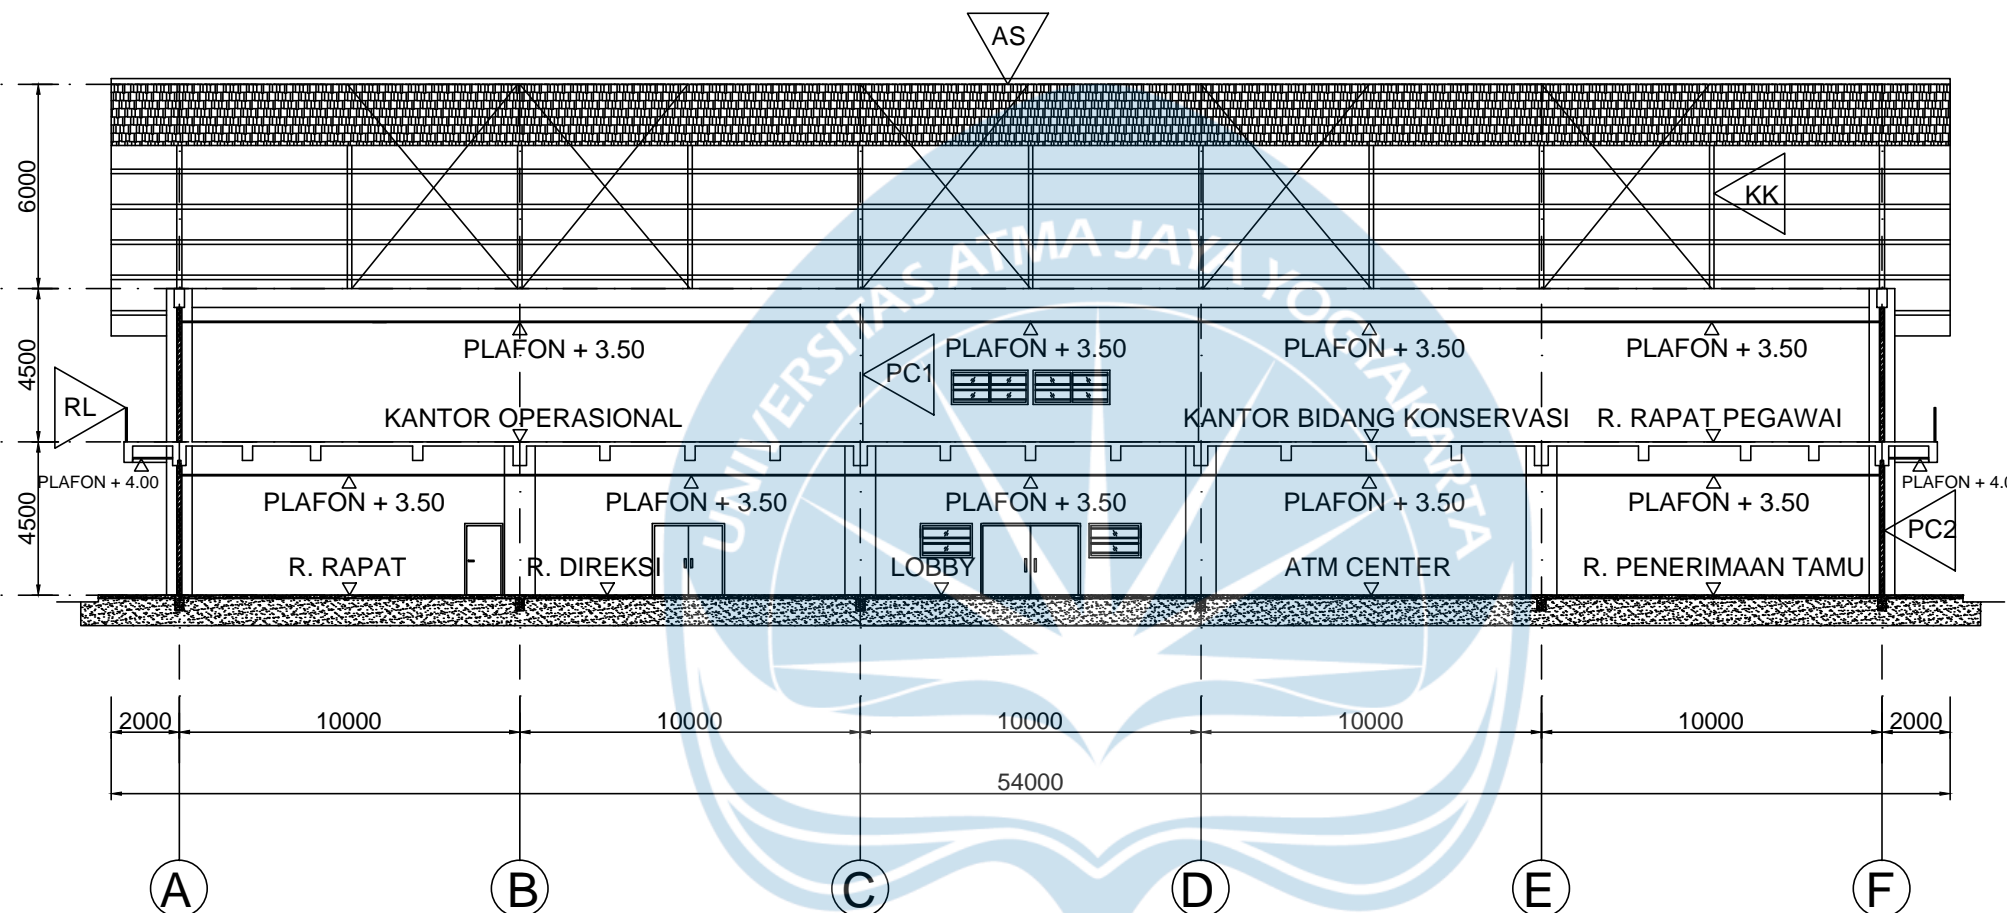 AS
6000
KK
UNIVERSITAS ATMA JAYA YOGYAKARTA
4500
PLAFON + 3.50
PLAFON + 3.50
PLAFON + 3.50
PLAFON + 3.50
PC1
RL
KANTOR OPERASIONAL
KANTOR BIDANG KONSERVASI
R. RAPAT PEGAWAI
4500
PLAFON + 4.00
PLAFON + 3.50
PLAFON + 3.50
PLAFON + 3.50
PLAFON + 3.50
PLAFON + 3.50
PLAFON + 4.0
PC2
R. RAPAT
R. DIREKSI
LOBBY
ATM CENTER
R. PENERIMAAN TAMU
2000
10000
10000
10000
10000
10000
2000
54000
A
B
C
D
E
F